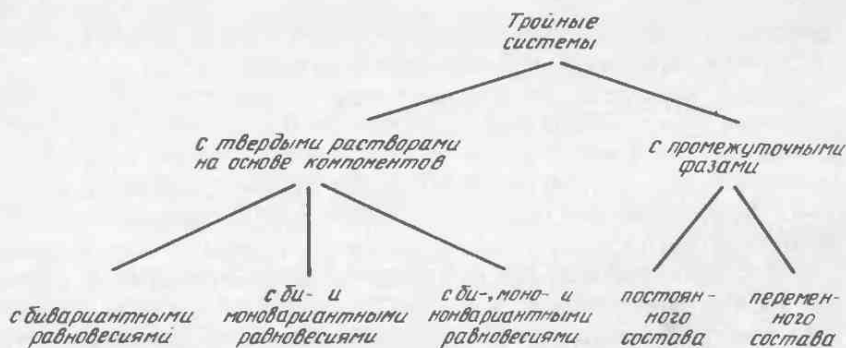 Тройные
системы
с твердыми растворами
на основе компонентов
с промежуточными
фазами
с бивариантными
равновесиями
с би- и
моновариантными
равновесиями
с би-, моно- и
нонвариантными
равновесиями
постоян-
ного
состава
перемен-
ного
состава